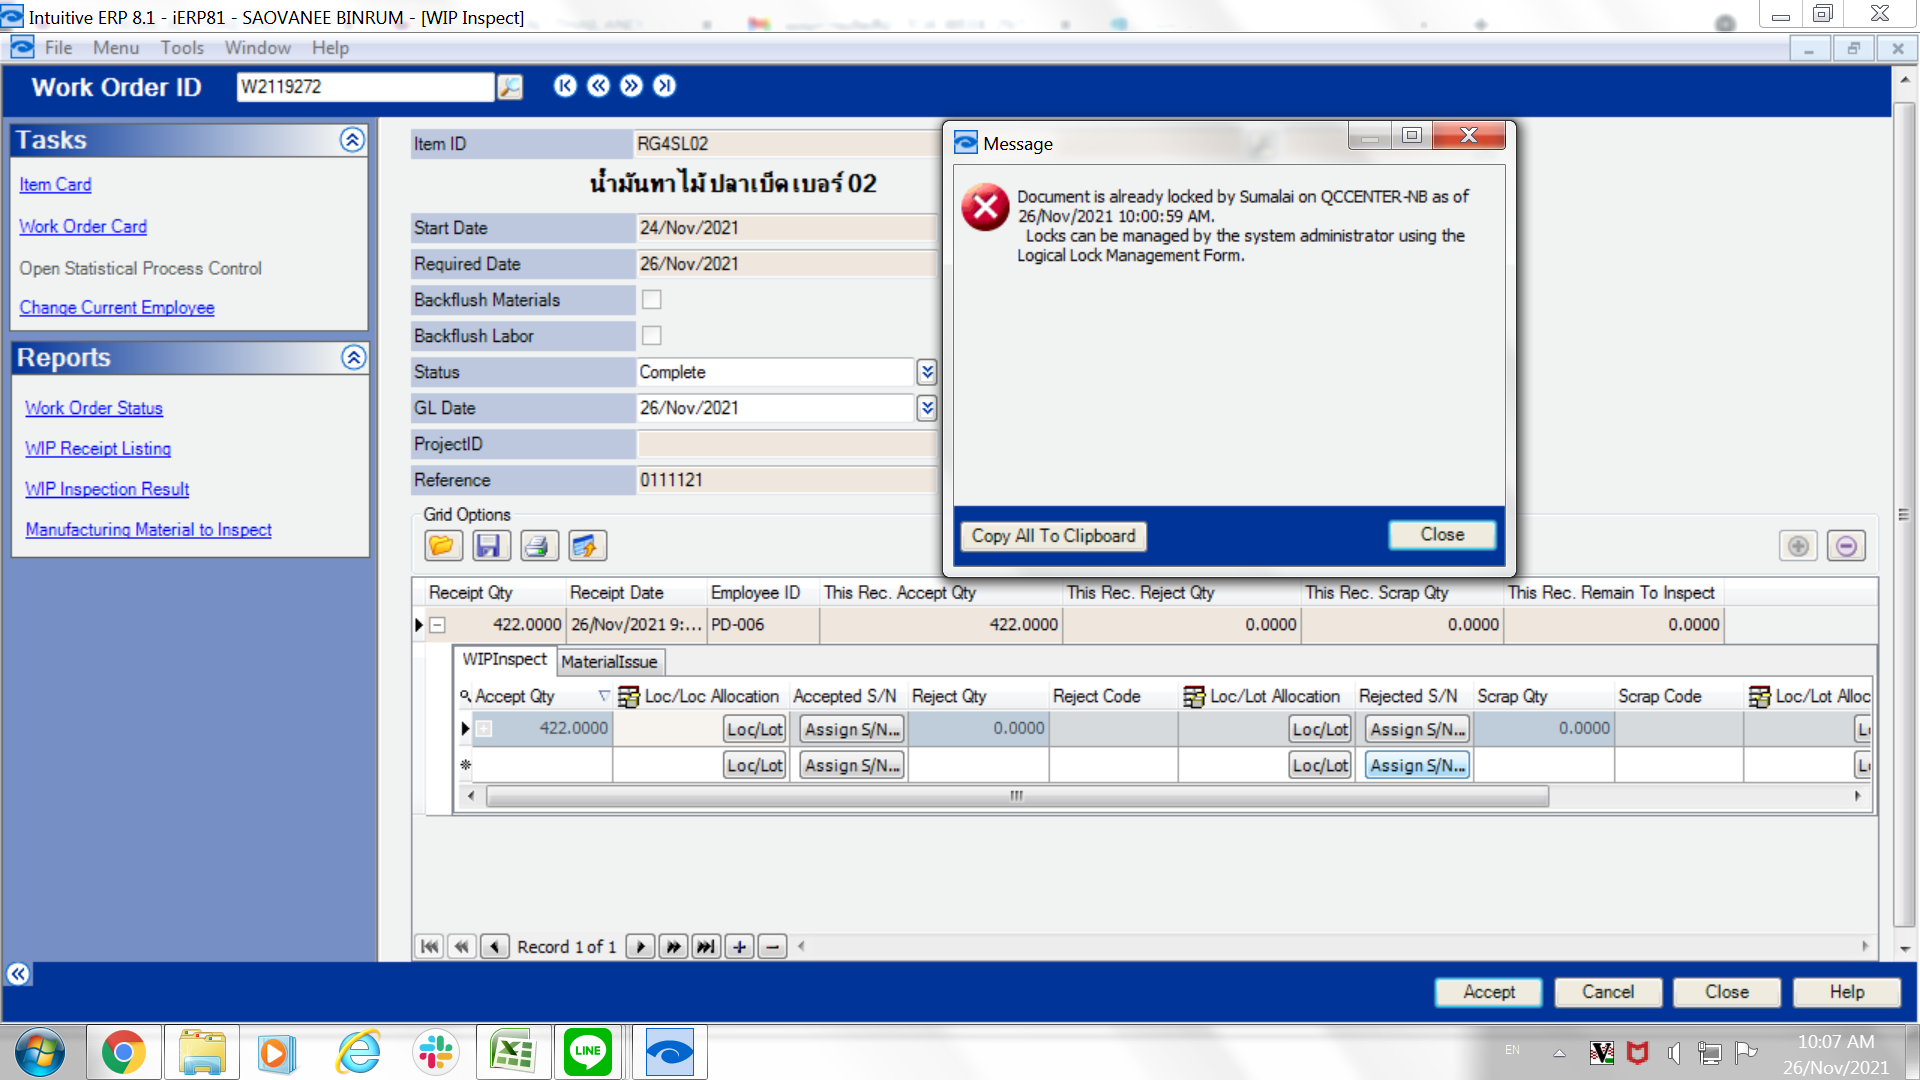 Intuitive ERP 8.1 - iERP81 - SAOVANEE BINRUM - [WIP Inspect]
File Menu Tools Window Help
Work Order ID W2119272
Tasks
Item Card
Work Order Card
Open Statistical Process Control
Change Current Employee
Reports
Work Order Status
WIP Receipt Listing
WIP Inspection Result
Manufacturing Material to Inspect
Item ID RG4SL02
น้ำมันทาไม้ ปลาเบ็ด เบอร์ 02
Start Date 24/Nov/2021
Required Date 26/Nov/2021
Backflush Materials
Backflush Labor
Status Complete
GL Date 26/Nov/2021
ProjectID
Reference 0111121
Grid Options
Message
Document is already locked by Sumalai on QCCENTER-NB as of
26/Nov/2021 10:00:59 AM.
Locks can be managed by the system administrator using the
Logical Lock Management Form.
Copy All To Clipboard Close
Receipt Qty Receipt Date Employee ID This Rec. Accept Qty This Rec. Reject Qty This Rec. Scrap Qty This Rec. Remain To Inspect
422.0000 26/Nov/2021 9:... PD-006 422.0000 0.0000 0.0000 0.0000
WIPInspect MaterialIssue
Accept Qty Loc/Loc Allocation Accepted S/N Reject Qty Reject Code Loc/Lot Allocation Rejected S/N Scrap Qty Scrap Code Loc/Lot Alloc
422.0000 Loc/Lot Assign S/N... 0.0000 Loc/Lot Assign S/N... 0.0000
Loc/Lot Assign S/N... Loc/Lot Assign S/N...
Record 1 of 1
Accept Cancel Close Help
LINE
EN
10:07 AM
26/Nov/2021